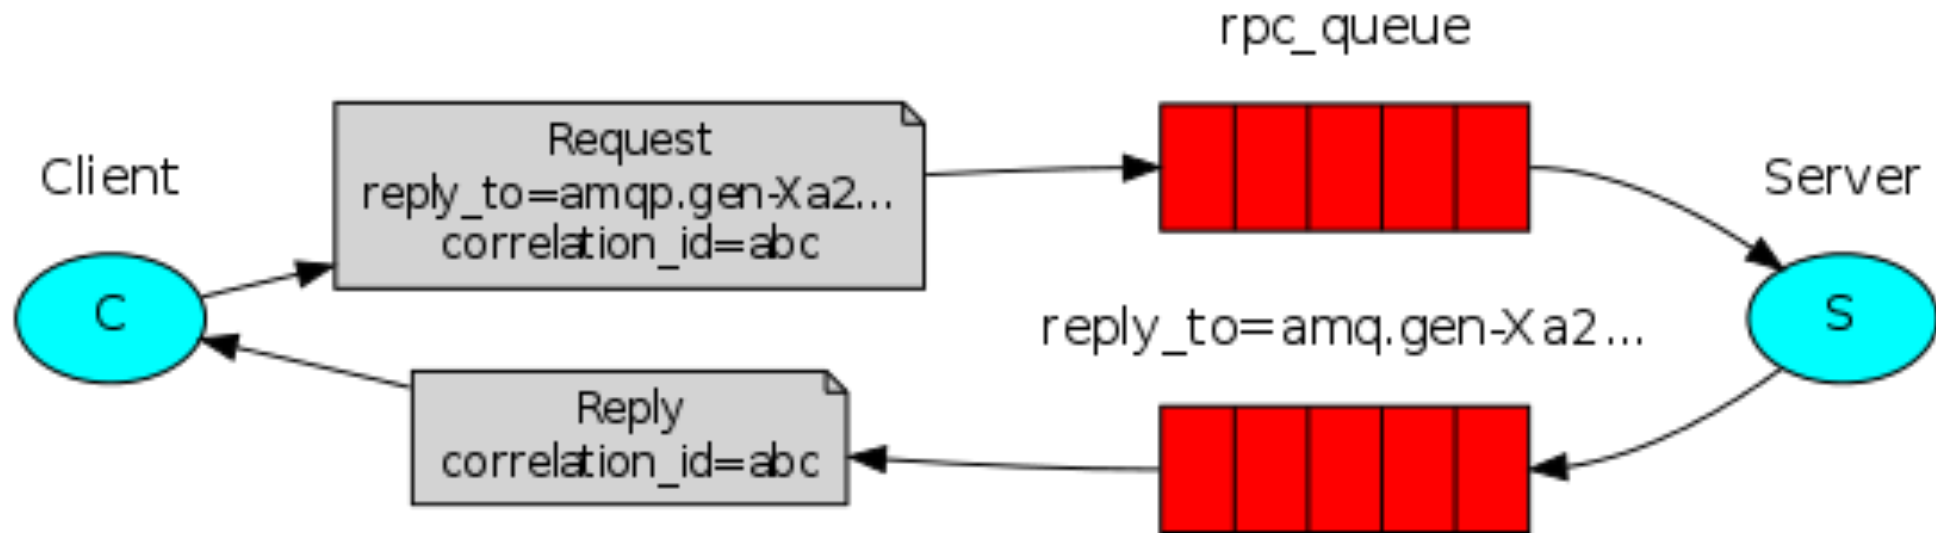 rpc_queue
Client
Request
reply_to=amqp.gen-Xa2...
correlation_id=abc
Server
C
S
reply_to=amq.gen-Xa2...
Reply
correlation_id=abc